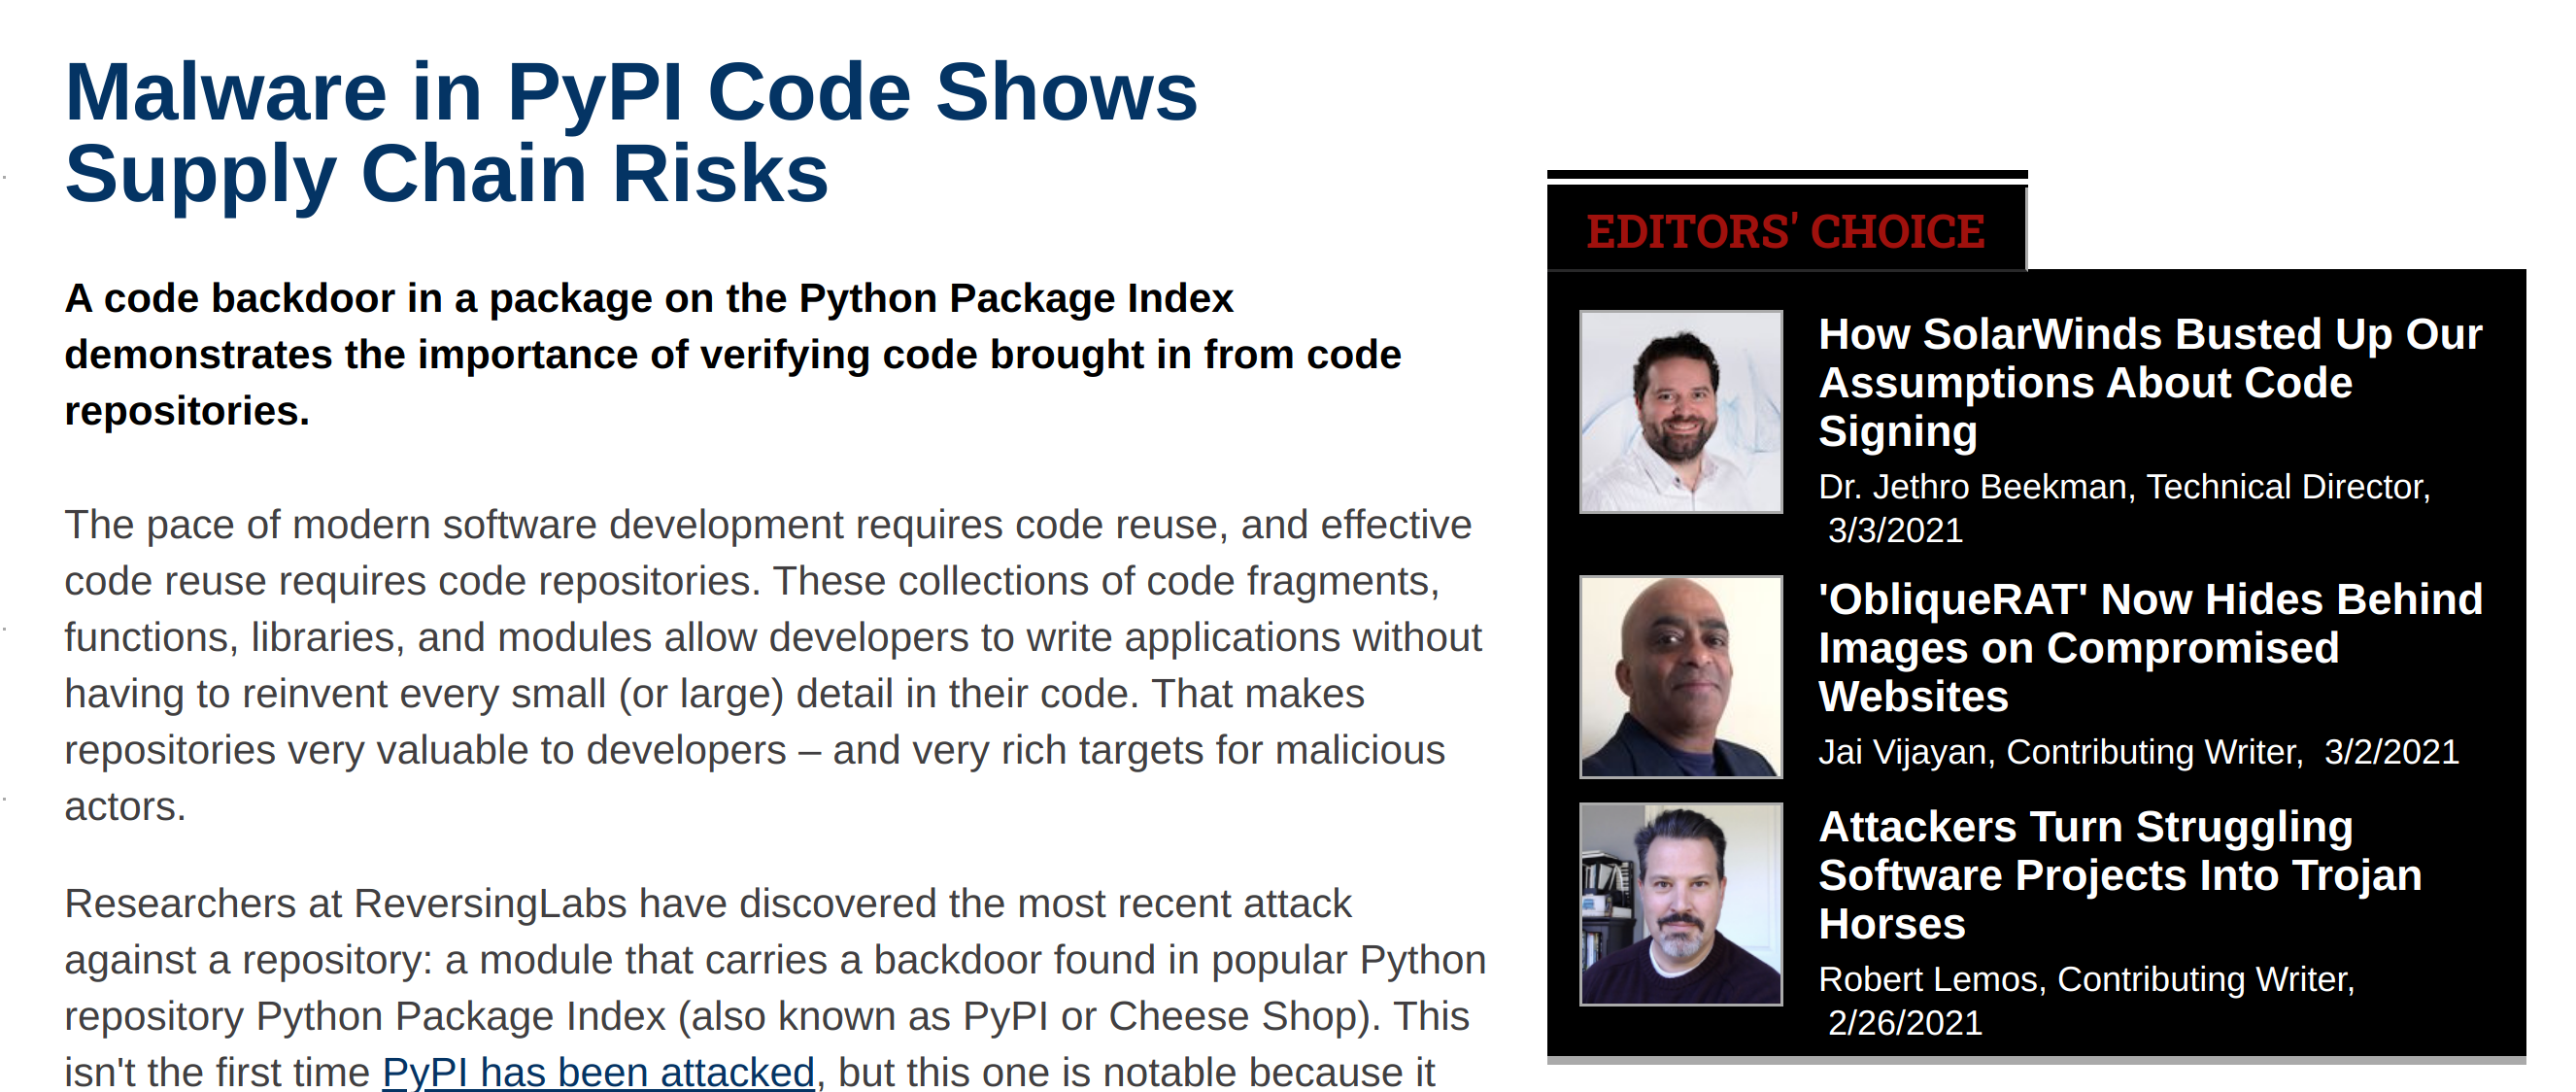 Malware in PyPI Code Shows
Supply Chain Risks
A code backdoor in a package on the Python Package Index
demonstrates the importance of verifying code brought in from code
repositories.
The pace of modern software development requires code reuse, and effective
code reuse requires code repositories. These collections of code fragments,
functions, libraries, and modules allow developers to write applications without
having to reinvent every small (or large) detail in their code. That makes
repositories very valuable to developers – and very rich targets for malicious
actors.
Researchers at ReversingLabs have discovered the most recent attack
against a repository: a module that carries a backdoor found in popular Python
repository Python Package Index (also known as PyPI or Cheese Shop). This
isn't the first time PyPI has been attacked, but this one is notable because it
EDITORS' CHOICE
How SolarWinds Busted Up Our
Assumptions About Code
Signing
Dr. Jethro Beekman, Technical Director,
3/3/2021
'ObliqueRAT' Now Hides Behind
Images on Compromised
Websites
Jai Vijayan, Contributing Writer, 3/2/2021
Attackers Turn Struggling
Software Projects Into Trojan
Horses
Robert Lemos, Contributing Writer,
2/26/2021